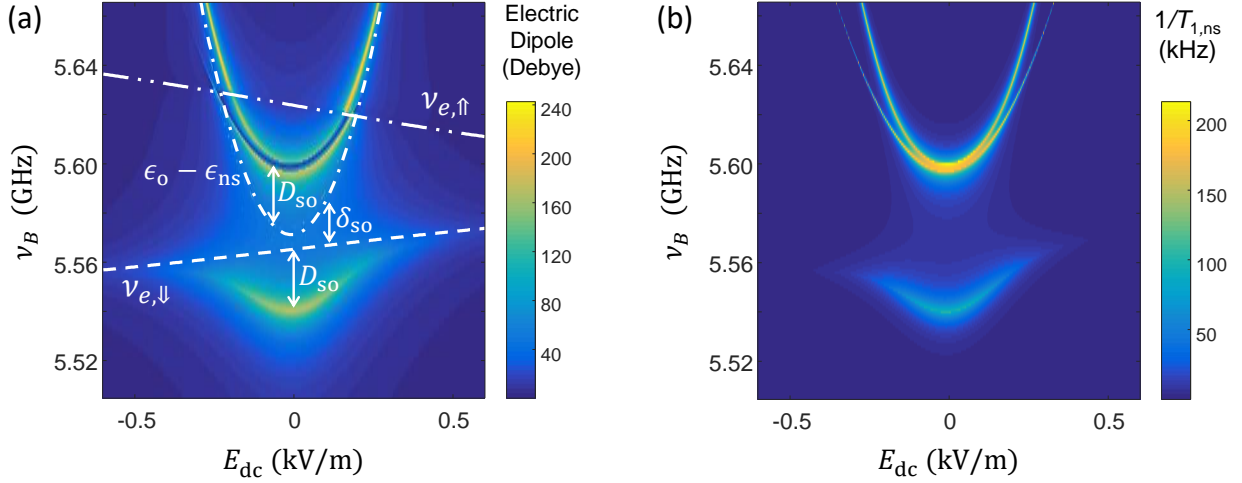 (a)
Electric
Dipole
(Debye)
240
200
160
120
80
40
5.64
5.60
5.56
5.52
ν_B (GHz)
-0.5 0 0.5
E_dc (kV/m)
ν_e,⇑
ϵ_o − ϵ_ns
D_so
δ_so
D_so
ν_e,⇓
(b)
1/T_1,ns
(kHz)
200
150
100
50
5.64
5.60
5.56
5.52
ν_B (GHz)
-0.5 0 0.5
E_dc (kV/m)